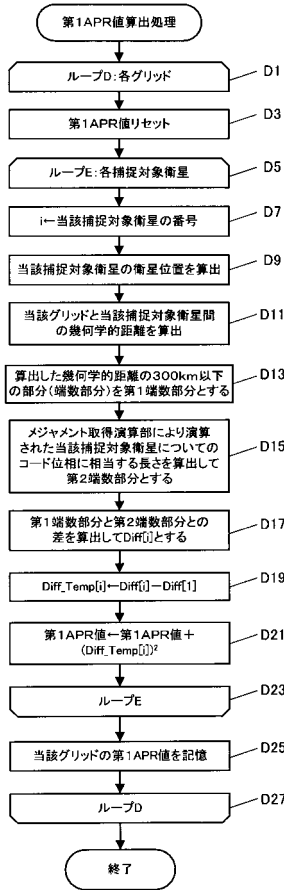 第1APR値算出処理
ループD：各グリッド
D1
第1APR値リセット
D3
ループE：各捕捉対象衛星
D5
i←当該捕捉対象衛星の番号
D7
当該捕捉対象衛星の衛星位置を算出
D9
当該グリッドと当該捕捉対象衛星間
の幾何学的距離を算出
D11
算出した幾何学的距離の300km以下
の部分（端数部分）を第1端数部分とする
D13
メジャメント取得演算部により演算
された当該捕捉対象衛星についての
コード位相に相当する長さを算出して
第2端数部分とする
D15
第1端数部分と第2端数部分との
差を算出してDiff[i]とする
D17
Diff_Temp[i]←Diff[i]－Diff[1]
D19
第1APR値←第1APR値＋
(Diff_Temp[i])²
D21
ループE
D23
当該グリッドの第1APR値を記憶
D25
ループD
D27
終了